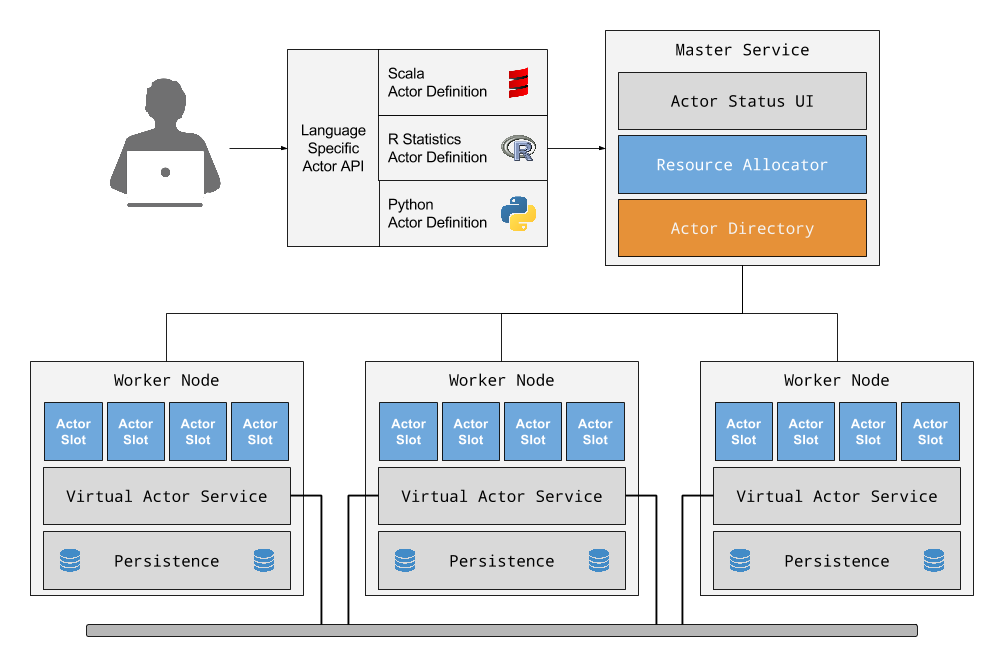 Master Service
Scala
Actor Definition
Actor Status UI
Language
Specific
Actor API
R Statistics
Actor Definition
R
Resource Allocator
Python
Actor Definition
Actor Directory
Worker Node
Worker Node
Worker Node
Actor
Slot
Actor
Slot
Actor
Slot
Actor
Slot
Actor
Slot
Actor
Slot
Actor
Slot
Actor
Slot
Actor
Slot
Actor
Slot
Actor
Slot
Actor
Slot
Virtual Actor Service
Virtual Actor Service
Virtual Actor Service
Persistence
Persistence
Persistence